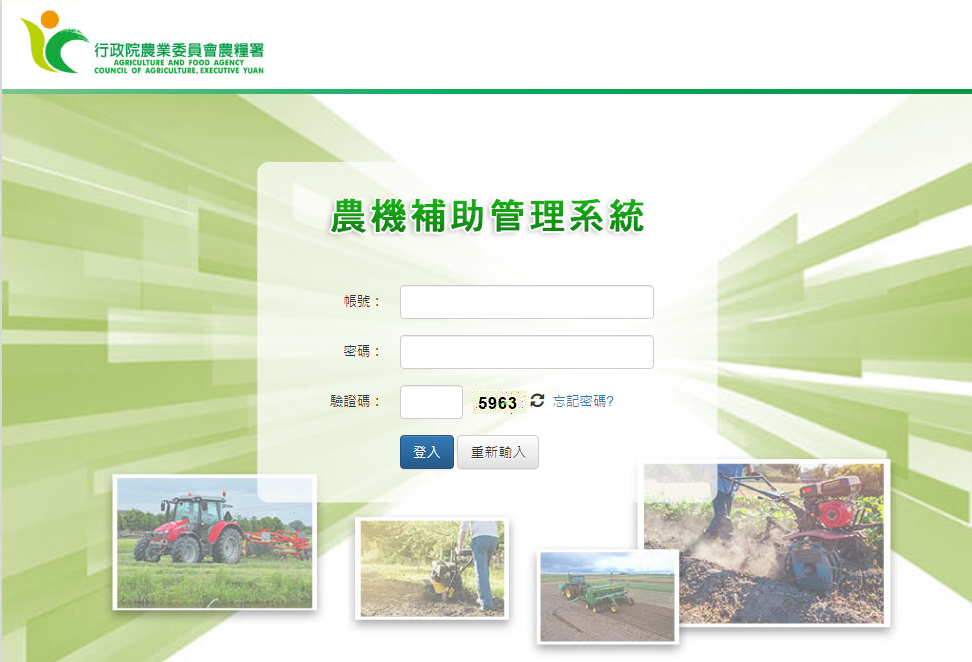 行政院農業委員會農糧署
AGRICULTURE AND FOOD AGENCY
COUNCIL OF AGRICULTURE, EXECUTIVE YUAN
農機補助管理系統
帳號：
密碼：
驗證碼： 5963 忘記密碼?
登入 重新輸入